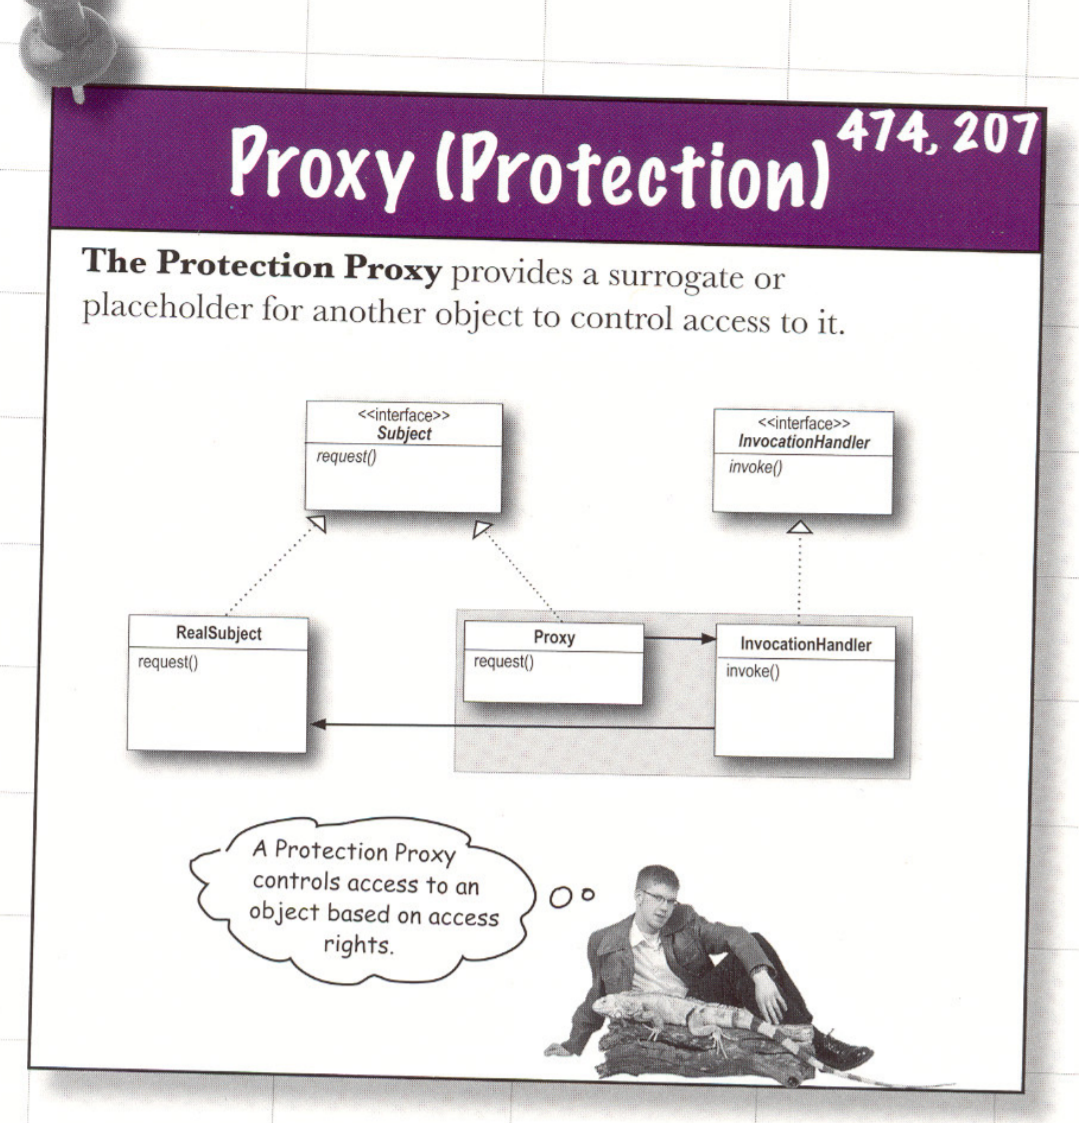 Proxy (Protection) 474, 207
The Protection Proxy provides a surrogate or
placeholder for another object to control access to it.
<<interface>>
Subject
request()
<<interface>>
InvocationHandler
invoke()
RealSubject
request()
Proxy
request()
InvocationHandler
invoke()
A Protection Proxy
controls access to an
object based on access
rights.